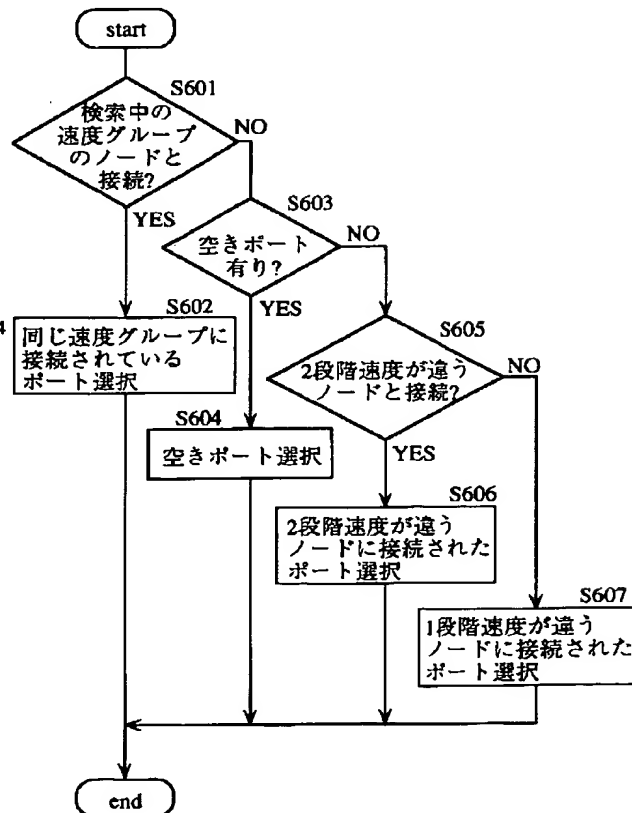 start
S601
検索中の
速度グループ
のノードと
接続?
NO
YES
S603
空きポート
有り?
NO
YES
S602
4
同じ速度グループに
接続されている
ポート選択
S605
2段階速度が違う
ノードと接続?
NO
YES
S604
空きポート選択
S606
2段階速度が違う
ノードに接続された
ポート選択
S607
1段階速度が違う
ノードに接続された
ポート選択
end